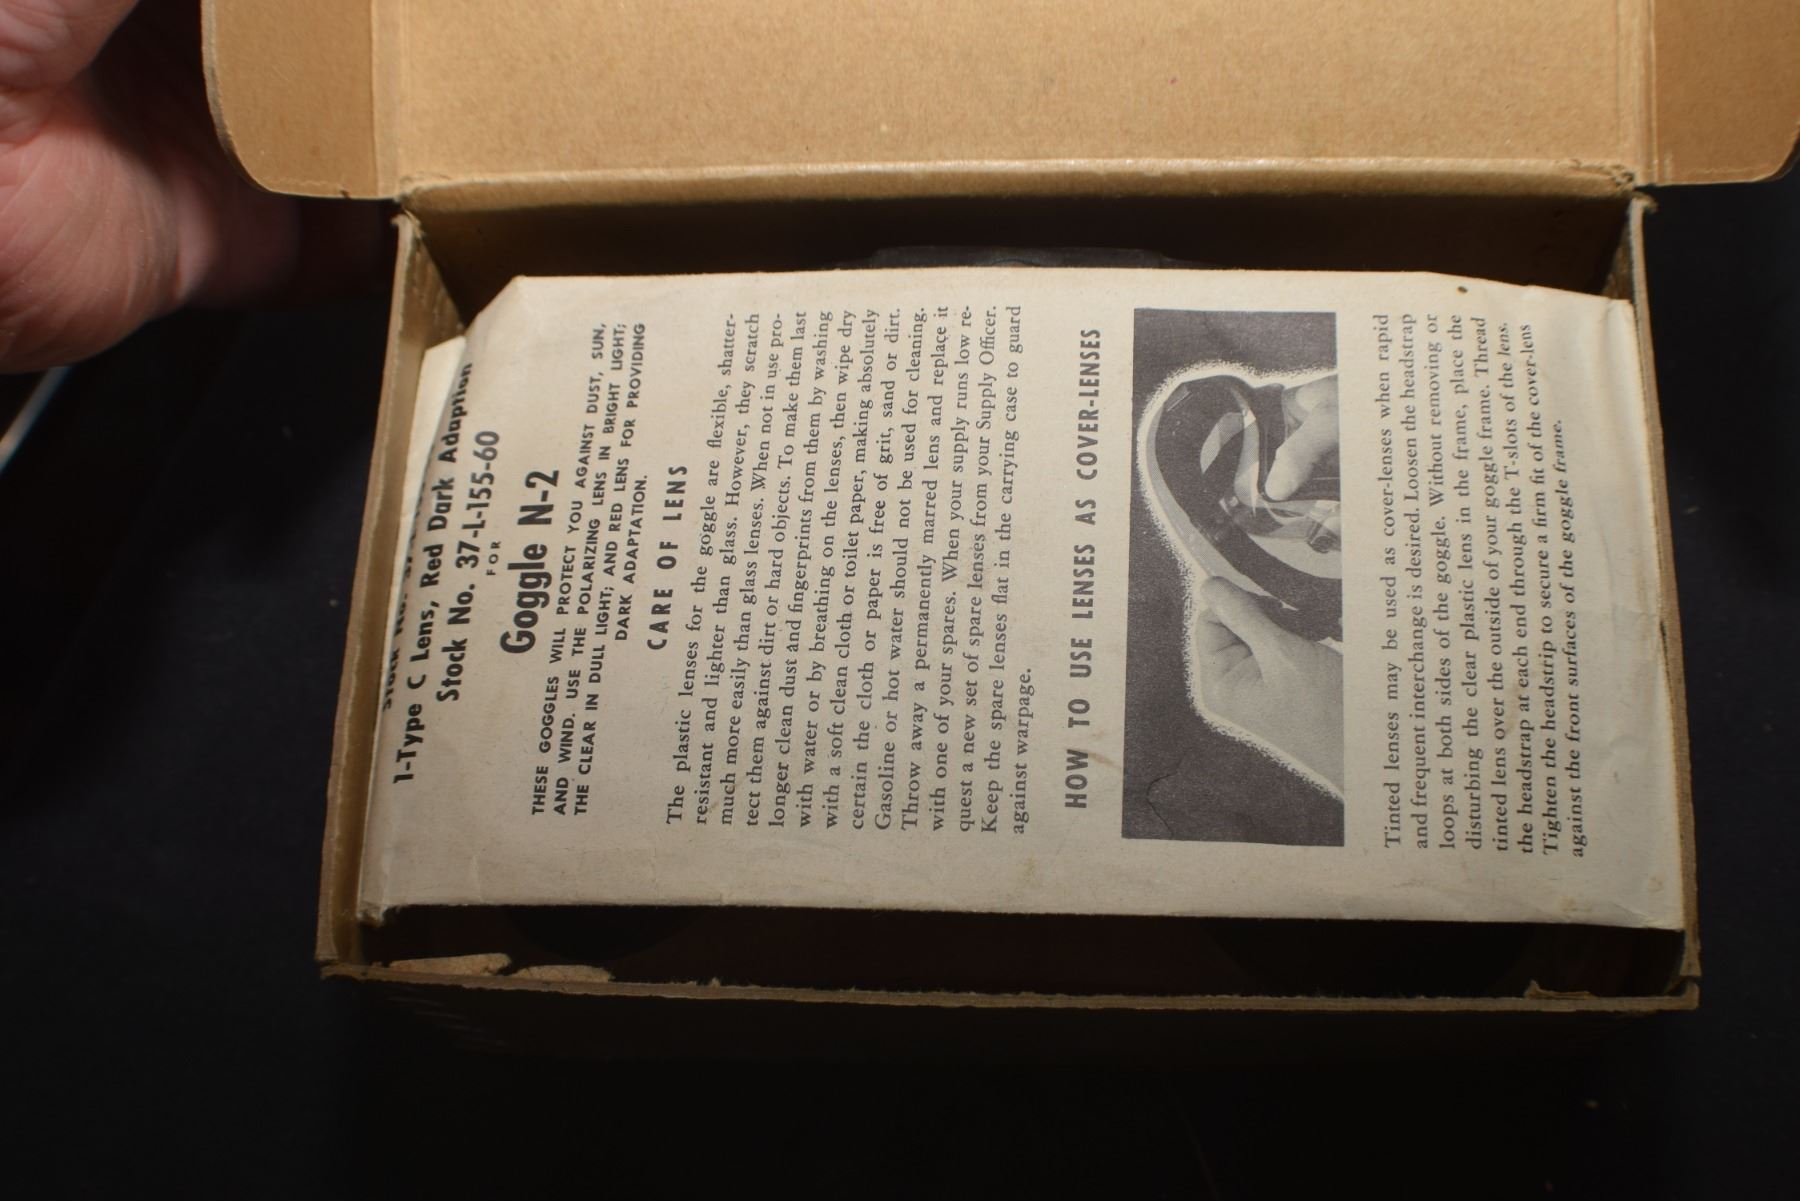 1-Type C Lens, Red Dark Adaption
Stock No. 37-L-155-60
FOR
Goggle N-2
THESE GOGGLES WILL PROTECT YOU AGAINST DUST, SUN,
AND WIND. USE THE POLARIZING LENS IN BRIGHT LIGHT;
THE CLEAR IN DULL LIGHT; AND RED LENS FOR PROVIDING
DARK ADAPTATION.
CARE OF LENS
The plastic lenses for the goggle are flexible, shatter-
resistant and lighter than glass. However, they scratch
much more easily than glass lenses. When not in use pro-
tect them against dirt or hard objects. To make them last
longer clean dust and fingerprints from them by washing
with water or by breathing on the lenses, then wipe dry
with a soft clean cloth or toilet paper, making absolutely
certain the cloth or paper is free of grit, sand or dirt.
Gasoline or hot water should not be used for cleaning.
Throw away a permanently marred lens and replace it
with one of your spares. When your supply runs low re-
quest a new set of spare lenses from your Supply Officer.
Keep the spare lenses flat in the carrying case to guard
against warpage.
HOW TO USE LENSES AS COVER-LENSES
Tinted lenses may be used as cover-lenses when rapid
and frequent interchange is desired. Loosen the headstrap
loops at both sides of the goggle. Without removing or
disturbing the clear plastic lens in the frame, place the
tinted lens over the outside of your goggle frame. Thread
the headstrap at each end through the T-slots of the lens.
Tighten the headstrip to secure a firm fit of the cover-lens
against the front surfaces of the goggle frame.